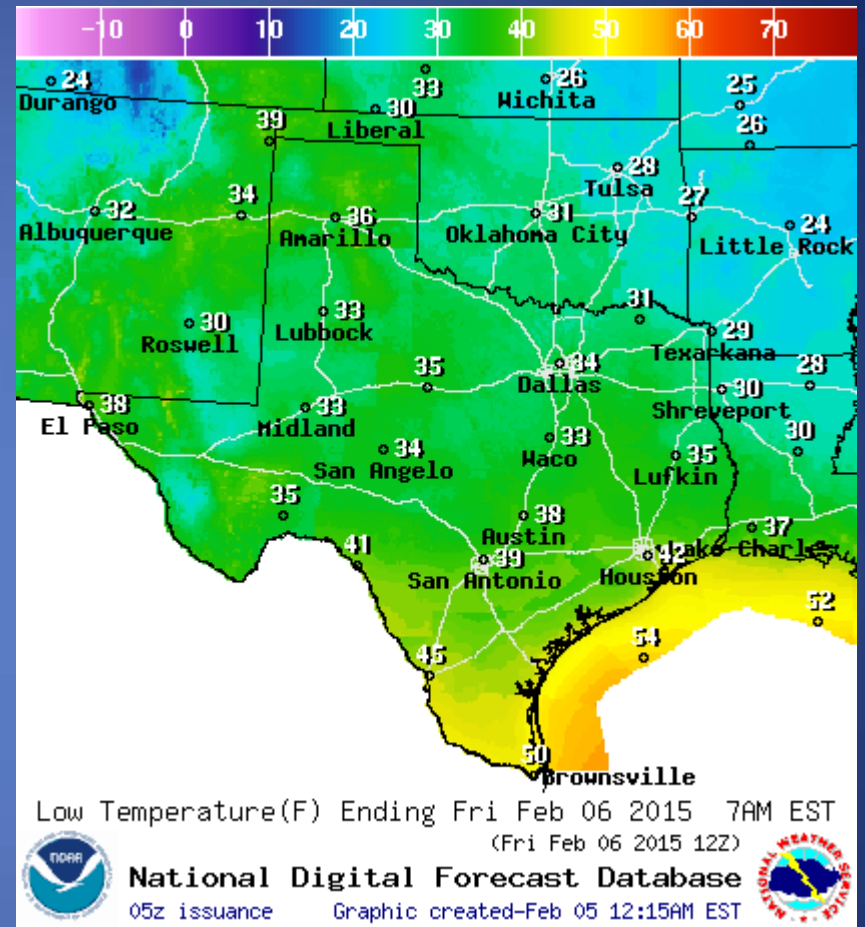 -10 0 10 20 30 40 50 60 70
24 33 26 25
Durango 30 Wichita
39 Liberal 26
28
Tulsa
32 34 36 31 27 24
Albuquerque Amarillo Oklahoma City Little Rock
30 33 31 29
Roswell Lubbock Texarkana
35 34 28
Dallas 30
38 33 Shreveport
El Paso Midland
34 33 35 30
San Angelo Waco Lufkin
35 38 37
Austin Lake Charles
41 39 42
San Antonio Houston
52
45 54
50
Brownsville
Low Temperature(F) Ending Fri Feb 06 2015 7AM EST
(Fri Feb 06 2015 12Z)
NOAA
National Digital Forecast Database
05z issuance Graphic created-Feb 05 12:15AM EST
NATIONAL WEATHER SERVICE